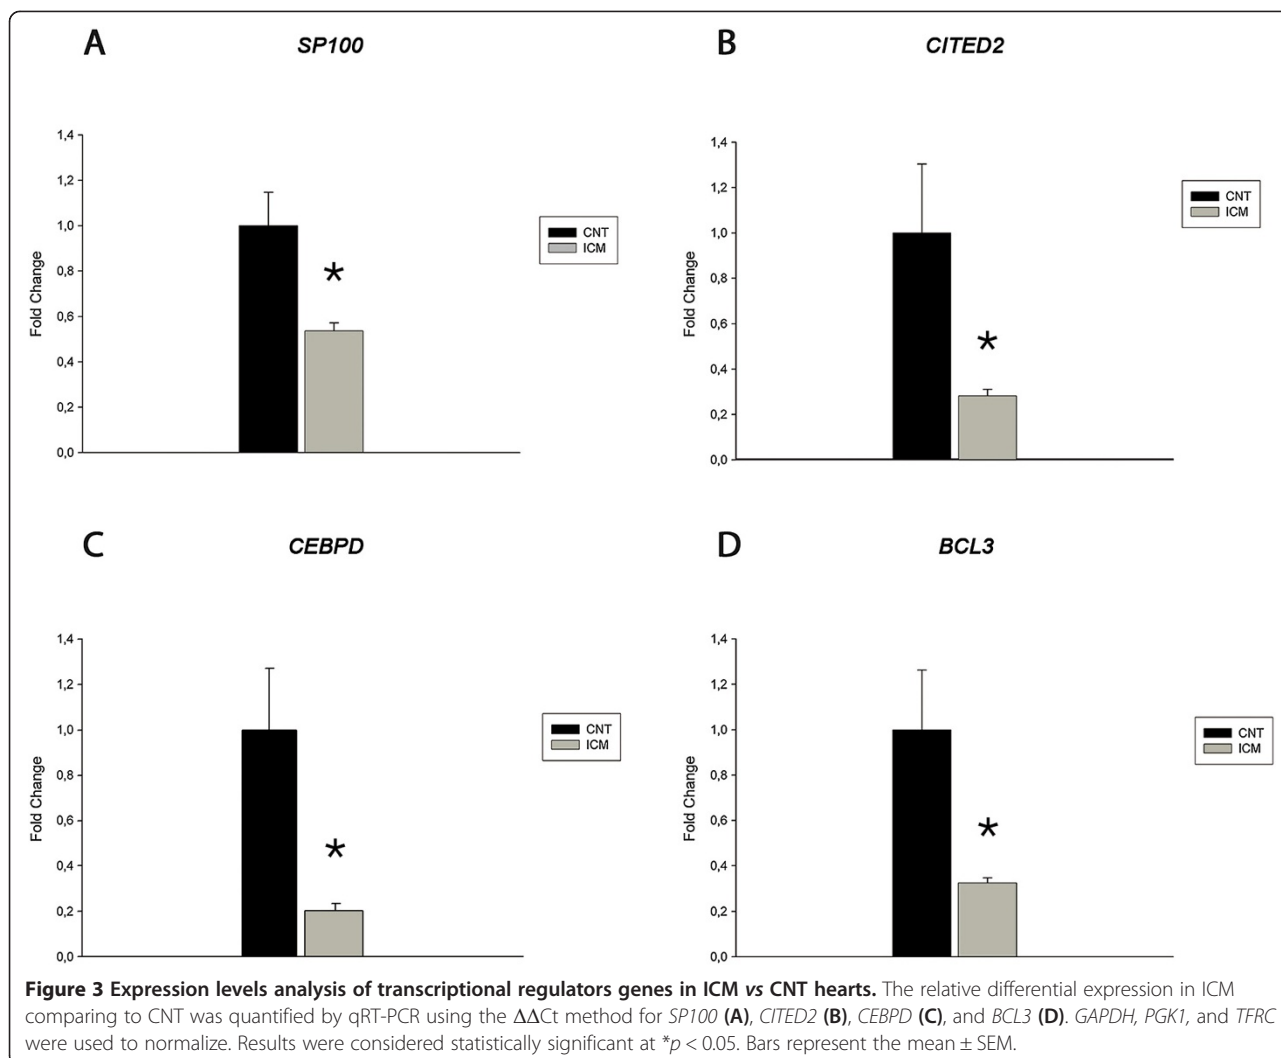 A
SP100
Fold Change
1,4
1,2
1,0
0,8
0,6
0,4
0,2
0,0
*
CNT
ICM
B
CITED2
Fold Change
1,4
1,2
1,0
0,8
0,6
0,4
0,2
0,0
*
CNT
ICM
C
CEBPD
Fold Change
1,4
1,2
1,0
0,8
0,6
0,4
0,2
0,0
*
CNT
ICM
D
BCL3
Fold Change
1,4
1,2
1,0
0,8
0,6
0,4
0,2
0,0
*
CNT
ICM
Figure 3 Expression levels analysis of transcriptional regulators genes in ICM vs CNT hearts. The relative differential expression in ICM
comparing to CNT was quantified by qRT-PCR using the ΔΔCt method for SP100 (A), CITED2 (B), CEBPD (C), and BCL3 (D). GAPDH, PGK1, and TFRC
were used to normalize. Results were considered statistically significant at *p < 0.05. Bars represent the mean ± SEM.